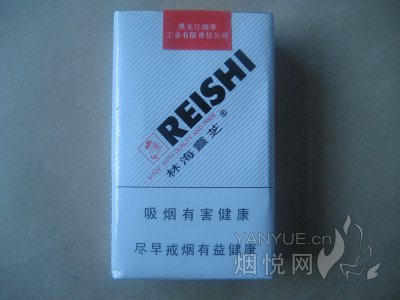 黑龙江烟草
工业有限责任公司
REISHI
MADE WITH QUALITY AND PRIDE
林海靈芝®
吸烟有害健康
尽早戒烟有益健康
YANYUE.cn
烟悦网